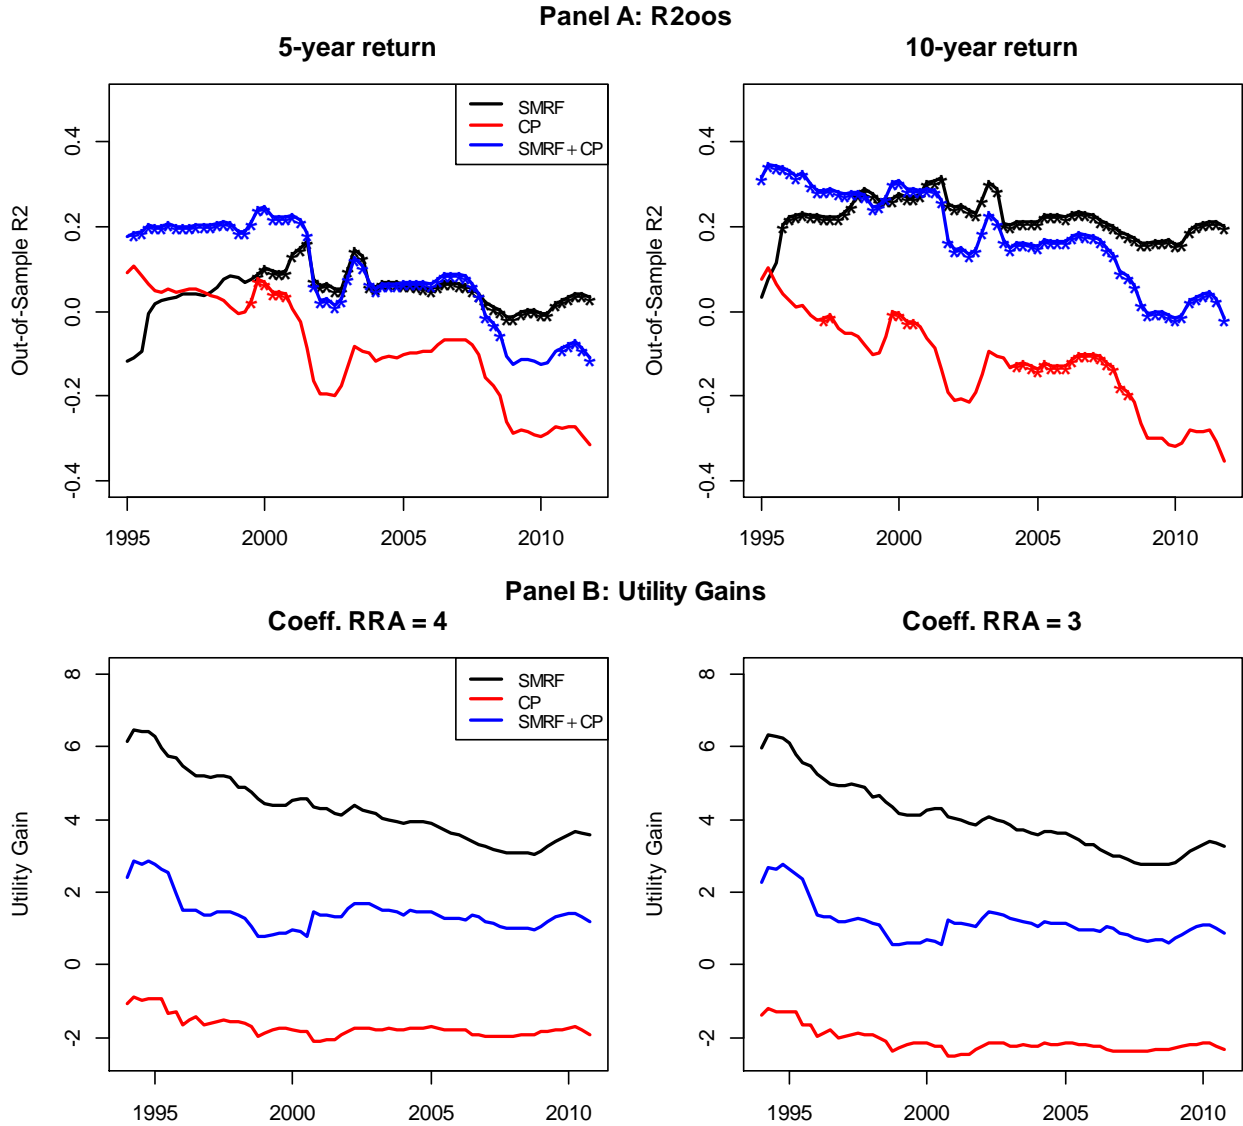 Panel A: R2oos
5-year return
10-year return
SMRF
CP
SMRF + CP
Out-of-Sample R2
0.4
0.2
0.0
-0.2
-0.4
1995
2000
2005
2010
Out-of-Sample R2
0.4
0.2
0.0
-0.2
-0.4
1995
2000
2005
2010
Panel B: Utility Gains
Coeff. RRA = 4
Coeff. RRA = 3
SMRF
CP
SMRF + CP
Utility Gain
8
6
4
2
0
-2
1995
2000
2005
2010
Utility Gain
8
6
4
2
0
-2
1995
2000
2005
2010